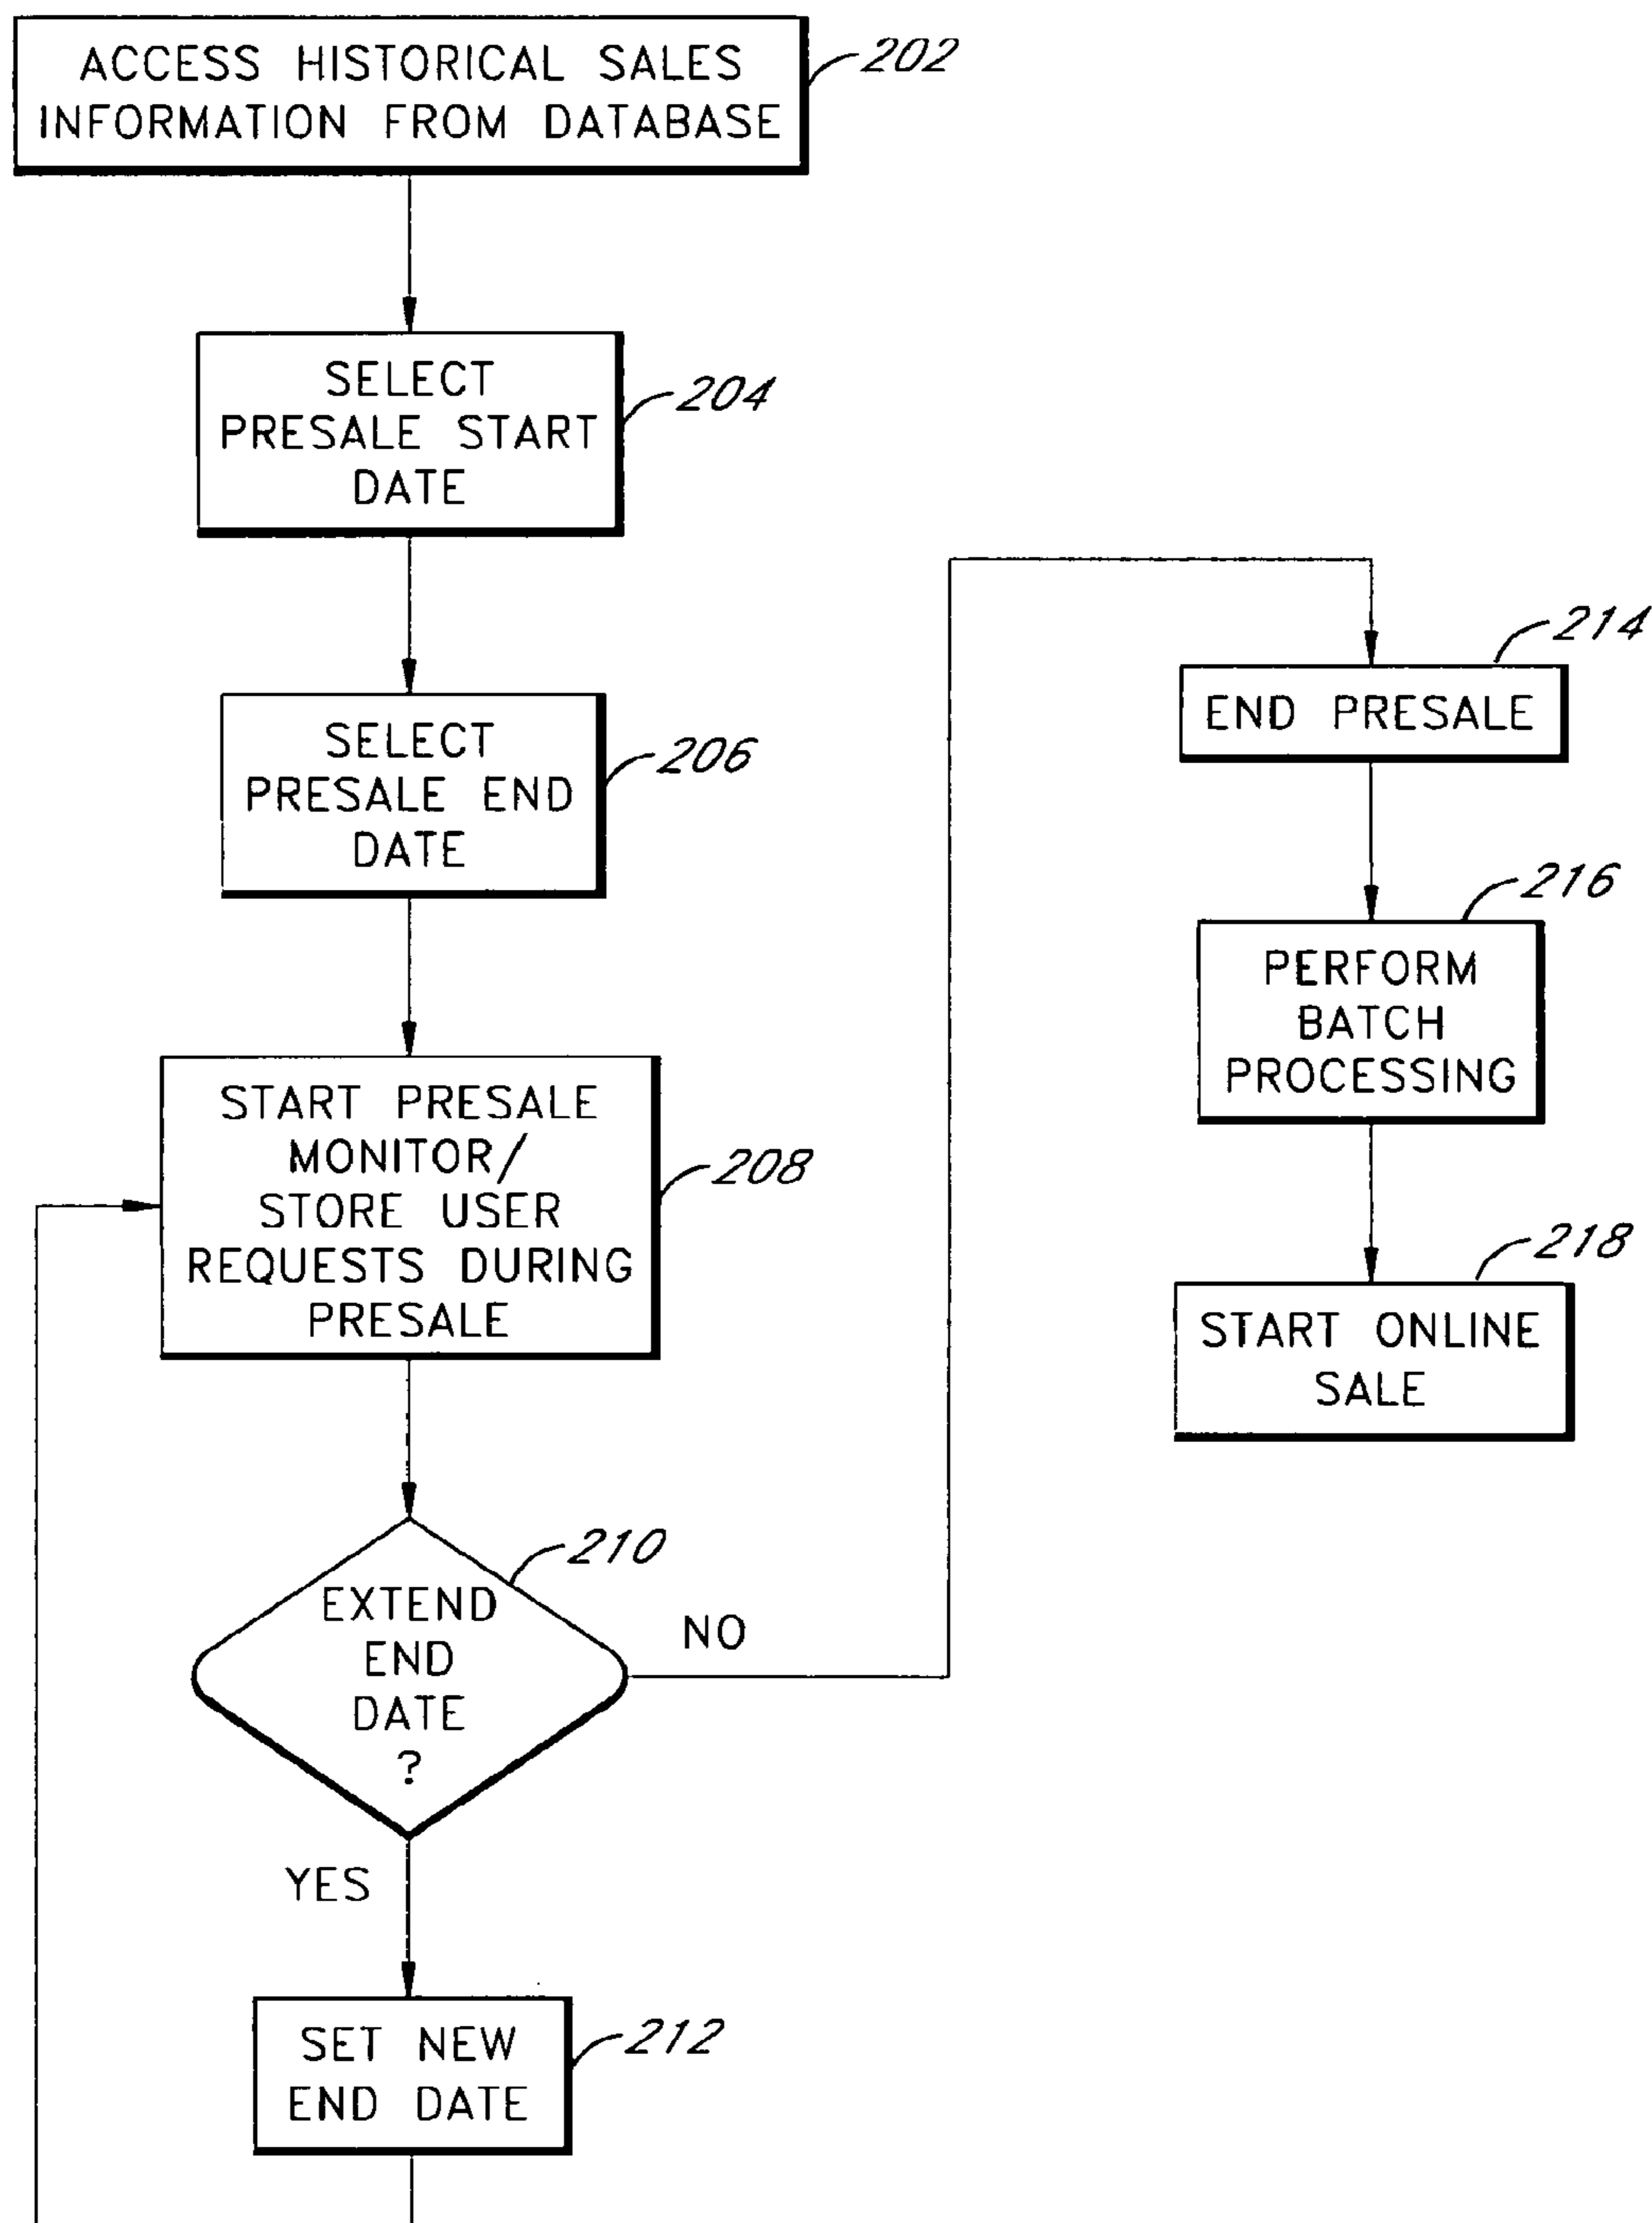 ACCESS HISTORICAL SALES
INFORMATION FROM DATABASE
202
SELECT
PRESALE START
DATE
204
SELECT
PRESALE END
DATE
206
START PRESALE
MONITOR/
STORE USER
REQUESTS DURING
PRESALE
208
EXTEND
END
DATE
?
210
NO
YES
SET NEW
END DATE
212
END PRESALE
214
PERFORM
BATCH
PROCESSING
216
START ONLINE
SALE
218